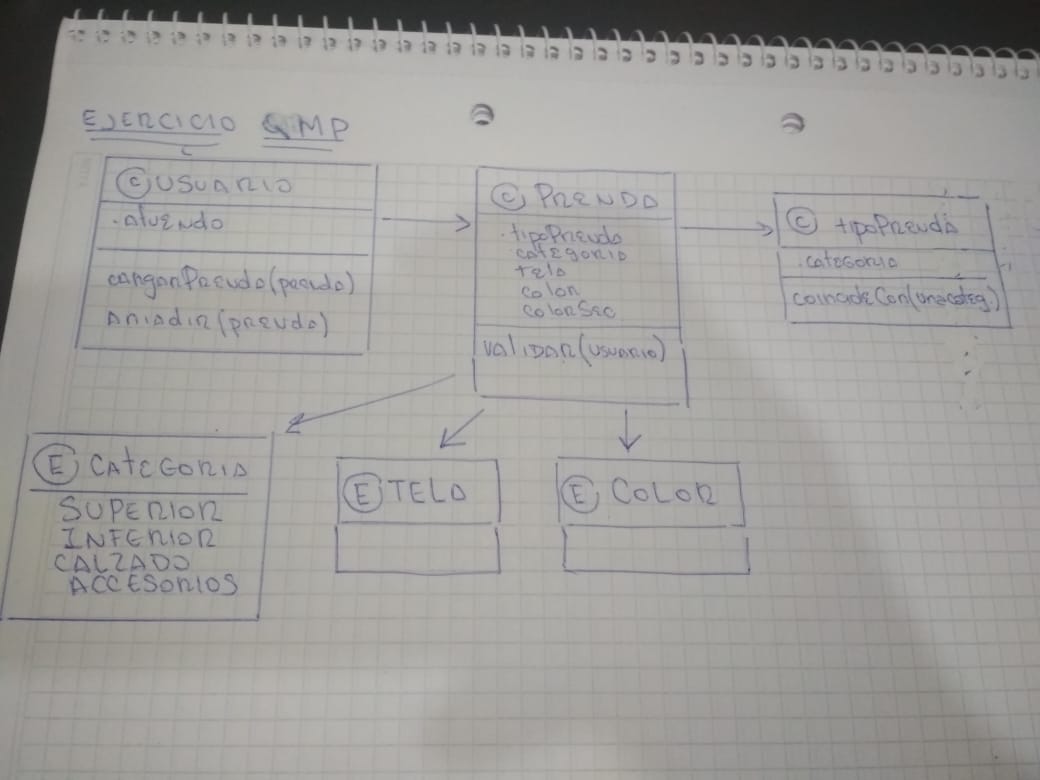 EJERCICIO QMP
C USUARIO
.atuendo
cargarPrenda(prenda)
Aniadir(prenda)
C PRENDA
.tipoPrenda
categoria
tela
color
colorSec
validar(usuario)
C tipoPrenda
.categoria
coincideCon(unacateg.)
E CATEGORIA
SUPERIOR
INFERIOR
CALZADO
ACCESORIOS
E TELA
E COLOR